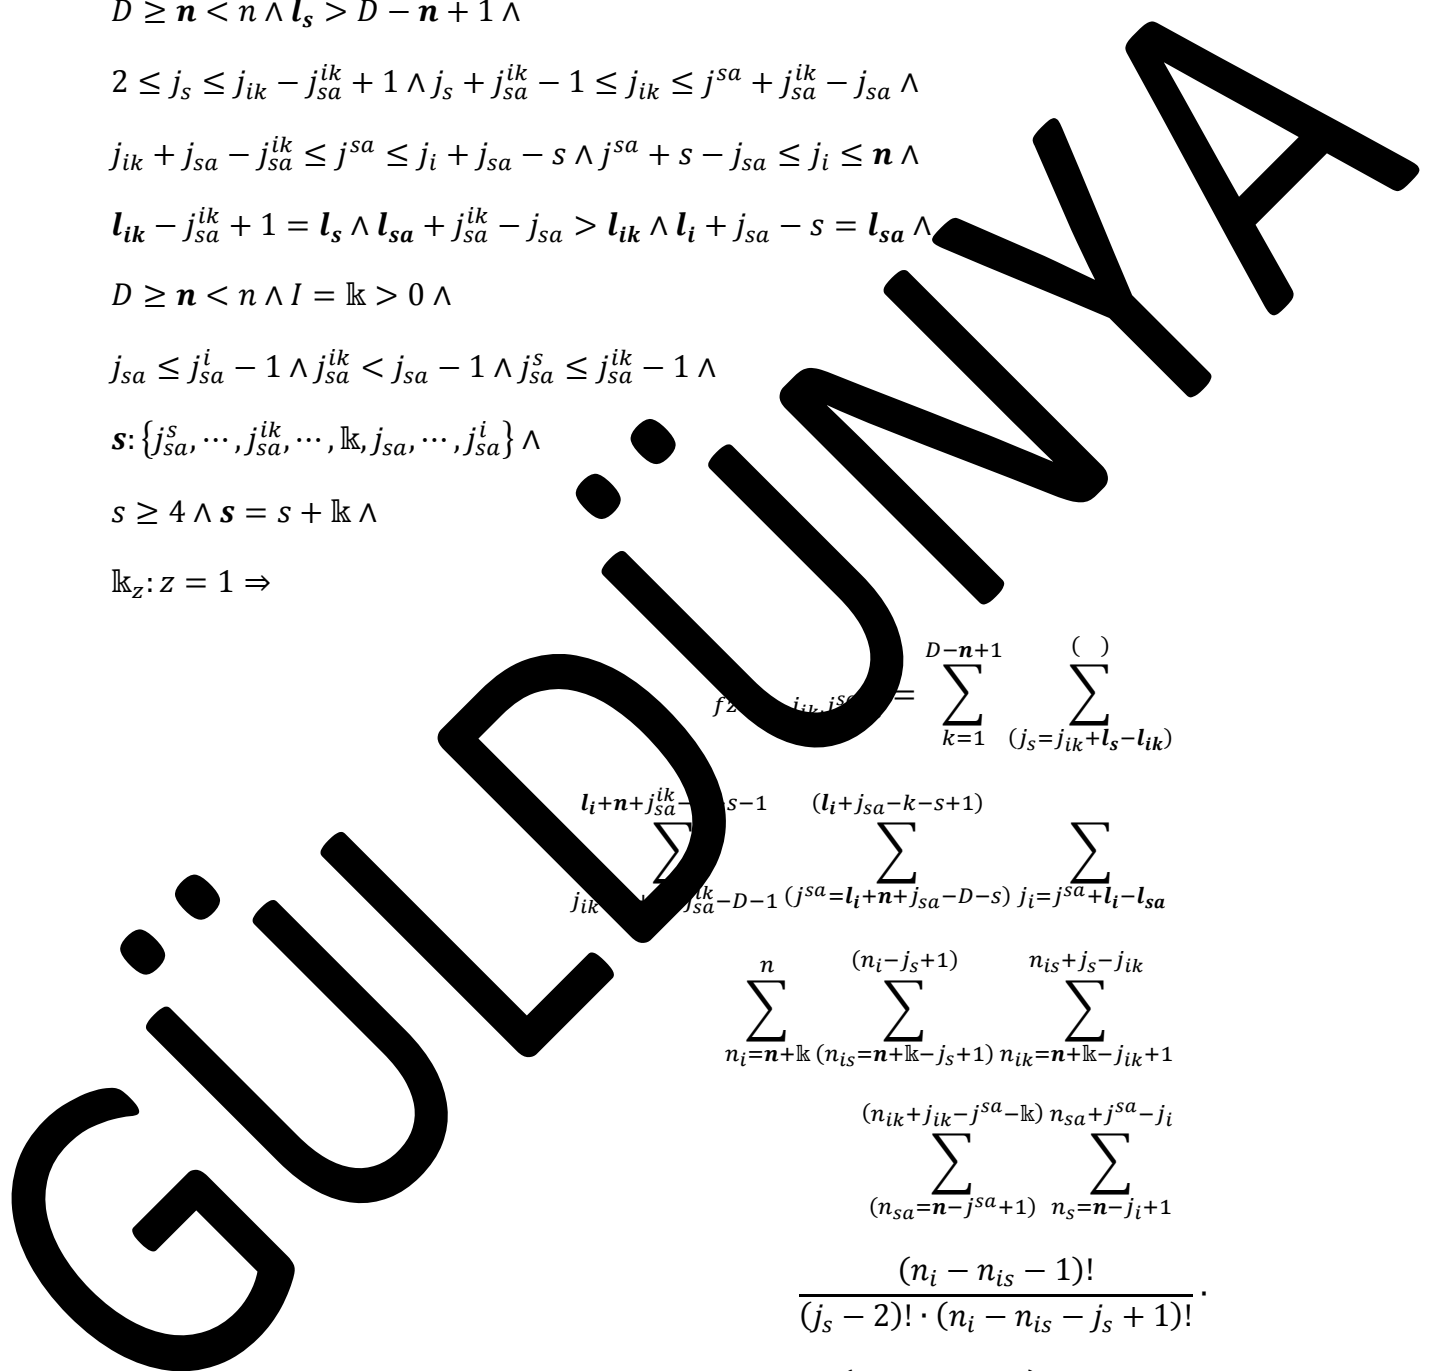 D ≥ 𝒏 < n ∧ 𝒍ₛ > D − 𝒏 + 1 ∧
2 ≤ j_s ≤ j_{ik} − j_{sa}^{ik} + 1 ∧ j_s + j_{sa}^{ik} − 1 ≤ j_{ik} ≤ j^{sa} + j_{sa}^{ik} − j_{sa} ∧
j_{ik} + j_{sa} − j_{sa}^{ik} ≤ j^{sa} ≤ j_i + j_{sa} − s ∧ j^{sa} + s − j_{sa} ≤ j_i ≤ 𝒏 ∧
𝒍_{𝒊𝒌} − j_{sa}^{ik} + 1 = 𝒍_𝒔 ∧ 𝒍_{𝒔𝒂} + j_{sa}^{ik} − j_{sa} > 𝒍_{𝒊𝒌} ∧ 𝒍_𝒊 + j_{sa} − s = 𝒍_{𝒔𝒂} ∧
D ≥ 𝒏 < n ∧ I = 𝕜 > 0 ∧
j_{sa} ≤ j_{sa}^{i} − 1 ∧ j_{sa}^{ik} < j_{sa} − 1 ∧ j_{sa}^{s} ≤ j_{sa}^{ik} − 1 ∧
𝒔: {j_{sa}^{s}, ⋯, j_{sa}^{ik}, ⋯, 𝕜, j_{sa}, ⋯, j_{sa}^{i}} ∧
s ≥ 4 ∧ 𝒔 = s + 𝕜 ∧
𝕜_z: z = 1 ⇒
= ∑_{k=1}^{D−𝒏+1} ∑_{(j_s=j_{ik}+𝒍_𝒔−𝒍_{𝒊𝒌})}^{( )}
∑ ∑_{(j^{sa}=𝒍_𝒊+𝒏+j_{sa}−D−s)}^{(𝒍_𝒊+j_{sa}−k−s+1)} ∑_{j_i=j^{sa}+𝒍_𝒊−𝒍_{𝒔𝒂}}
∑_{n_i=𝒏+𝕜}^{n} ∑_{(n_{is}=𝒏+𝕜−j_s+1)}^{(n_i−j_s+1)} ∑_{n_{ik}=𝒏+𝕜−j_{ik}+1}^{n_{is}+j_s−j_{ik}}
∑_{(n_{sa}=𝒏−j^{sa}+1)}^{(n_{ik}+j_{ik}−j^{sa}−𝕜)} ∑_{n_s=𝒏−j_i+1}^{n_{sa}+j^{sa}−j_i}
(n_i − n_{is} − 1)!
(j_s − 2)! · (n_i − n_{is} − j_s + 1)! ·
GÜLDÜNYA